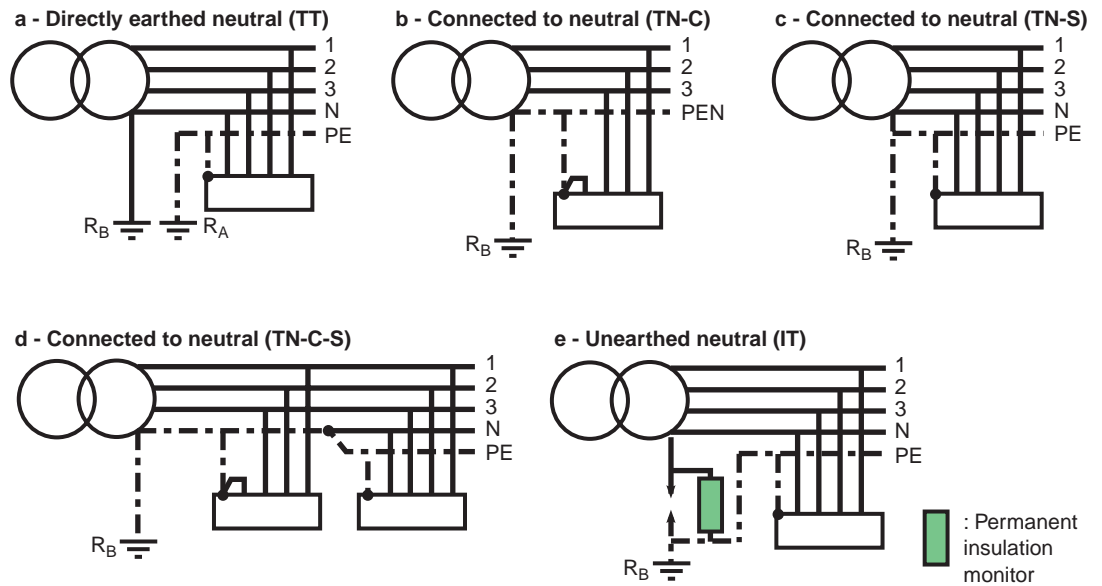 a - Directly earthed neutral (TT)
1
2
3
N
PE
RB
RA
b - Connected to neutral (TN-C)
1
2
3
PEN
RB
c - Connected to neutral (TN-S)
1
2
3
N
PE
RB
d - Connected to neutral (TN-C-S)
1
2
3
N
PE
RB
e - Unearthed neutral (IT)
1
2
3
N
PE
RB
: Permanent
insulation
monitor